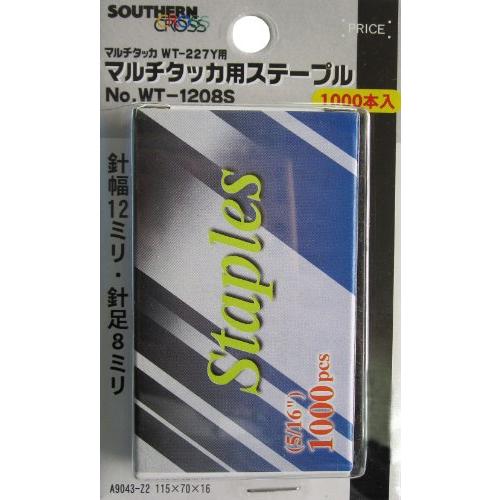 SOUTHERN
CROSS
PRICE
マルチタッカ WT-227Y用
マルチタッカ用ステープル
No.WT-1208S
1000本入
針幅12ミリ・針足8ミリ
Staples
(5/16")
1000pcs
A9043-Z2 115×70×16